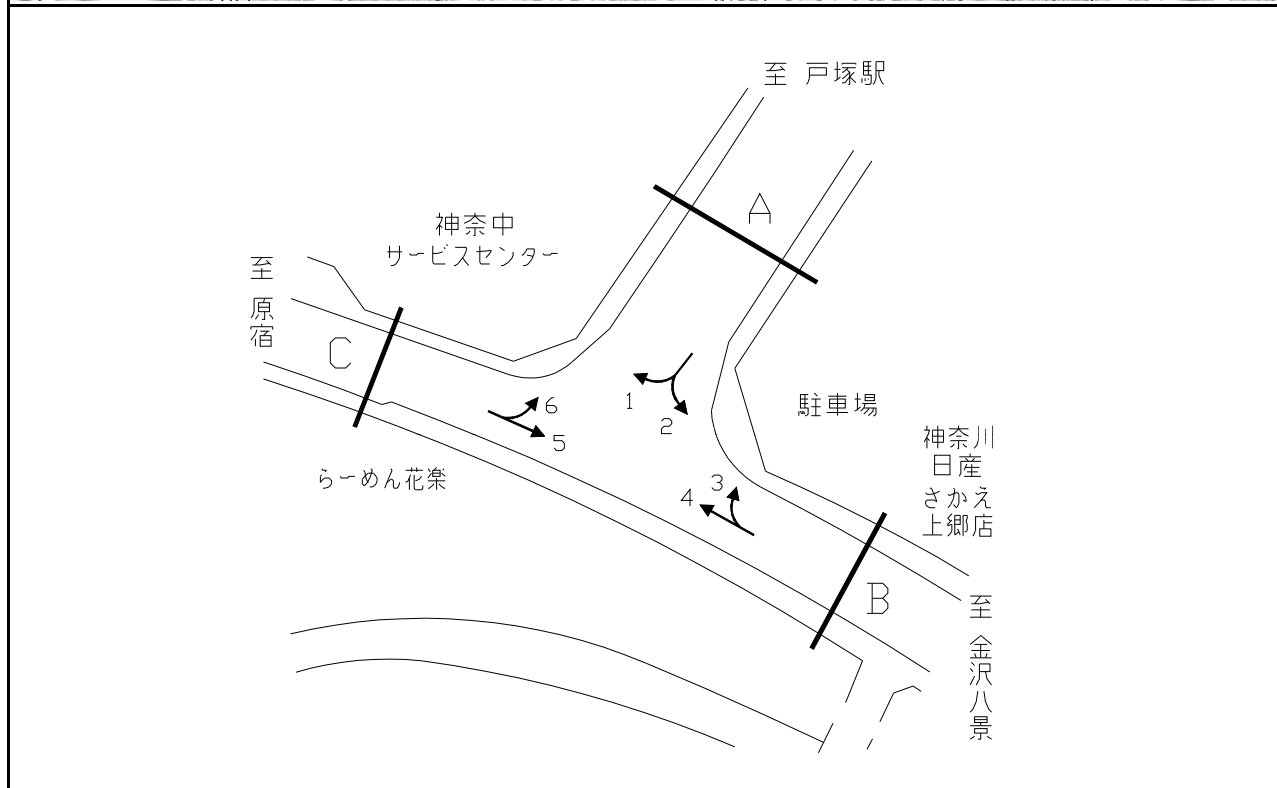 至 戸塚駅
A
神奈中
サービスセンター
至 原宿
C
1
2
6
5
駐車場
神奈川
日産
さかえ
上郷店
らーめん花楽
3
4
B
至 金沢八景